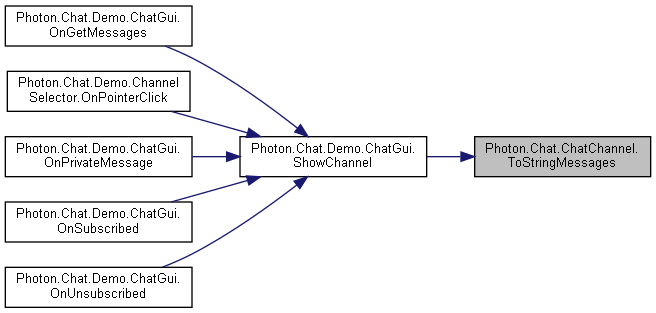 Photon.Chat.Demo.ChatGui.
OnGetMessages
Photon.Chat.Demo.Channel
Selector.OnPointerClick
Photon.Chat.Demo.ChatGui.
OnPrivateMessage
Photon.Chat.Demo.ChatGui.
OnSubscribed
Photon.Chat.Demo.ChatGui.
OnUnsubscribed
Photon.Chat.Demo.ChatGui.
ShowChannel
Photon.Chat.ChatChannel.
ToStringMessages